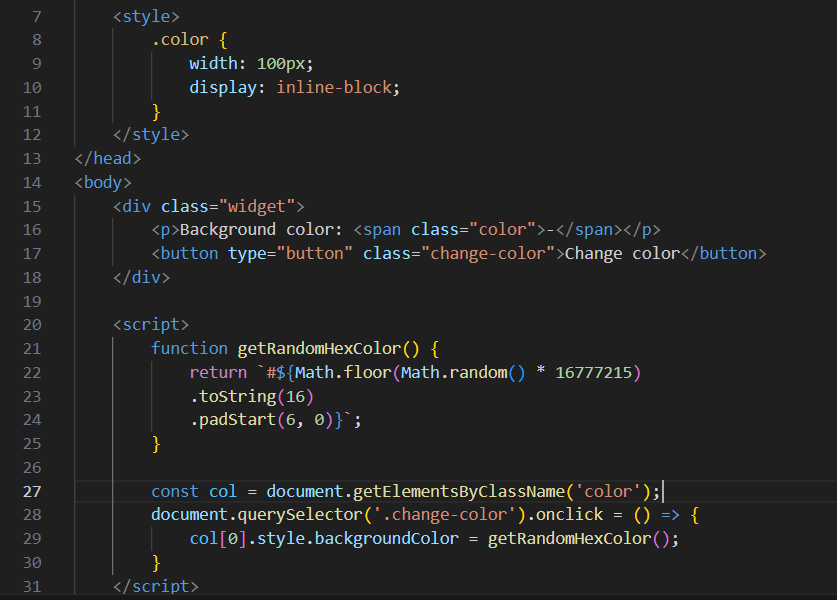 7 <style>
8 .color {
9 width: 100px;
10 display: inline-block;
11 }
12 </style>
13 </head>
14 <body>
15 <div class="widget">
16 <p>Background color: <span class="color">-</span></p>
17 <button type="button" class="change-color">Change color</button>
18 </div>
19
20 <script>
21 function getRandomHexColor() {
22 return `#${Math.floor(Math.random() * 16777215)
23 .toString(16)
24 .padStart(6, 0)}`;
25 }
26
27 const col = document.getElementsByClassName('color');
28 document.querySelector('.change-color').onclick = () => {
29 col[0].style.backgroundColor = getRandomHexColor();
30 }
31 </script>